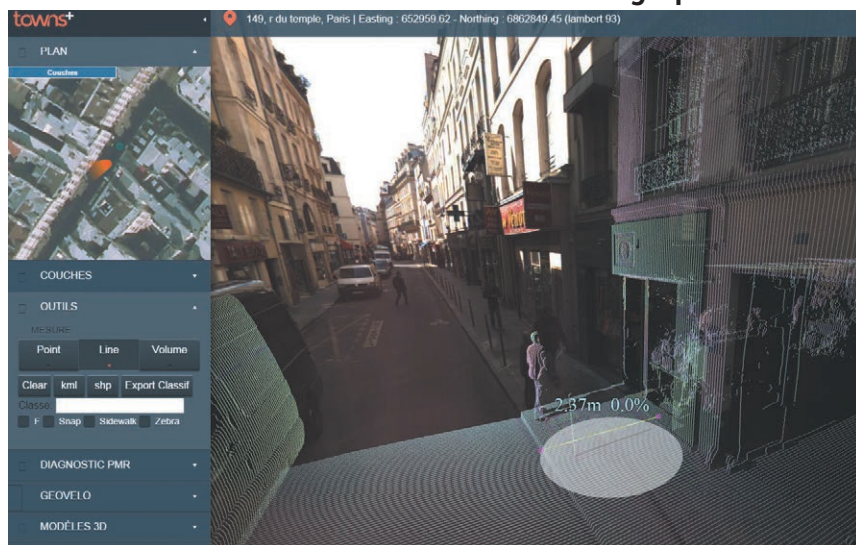 towns+
149, r du temple, Paris | Easting : 652959.62 - Northing : 6862849.45 (lambert 93)
PLAN
Couches
COUCHES
OUTILS
MESURE
Point Line Volume
Clear kml shp Export Classif
Classe:
F Snap Sidewalk Zebra
DIAGNOSTIC PMR
GEOVELO
MODÈLES 3D
2.37m 0.0%